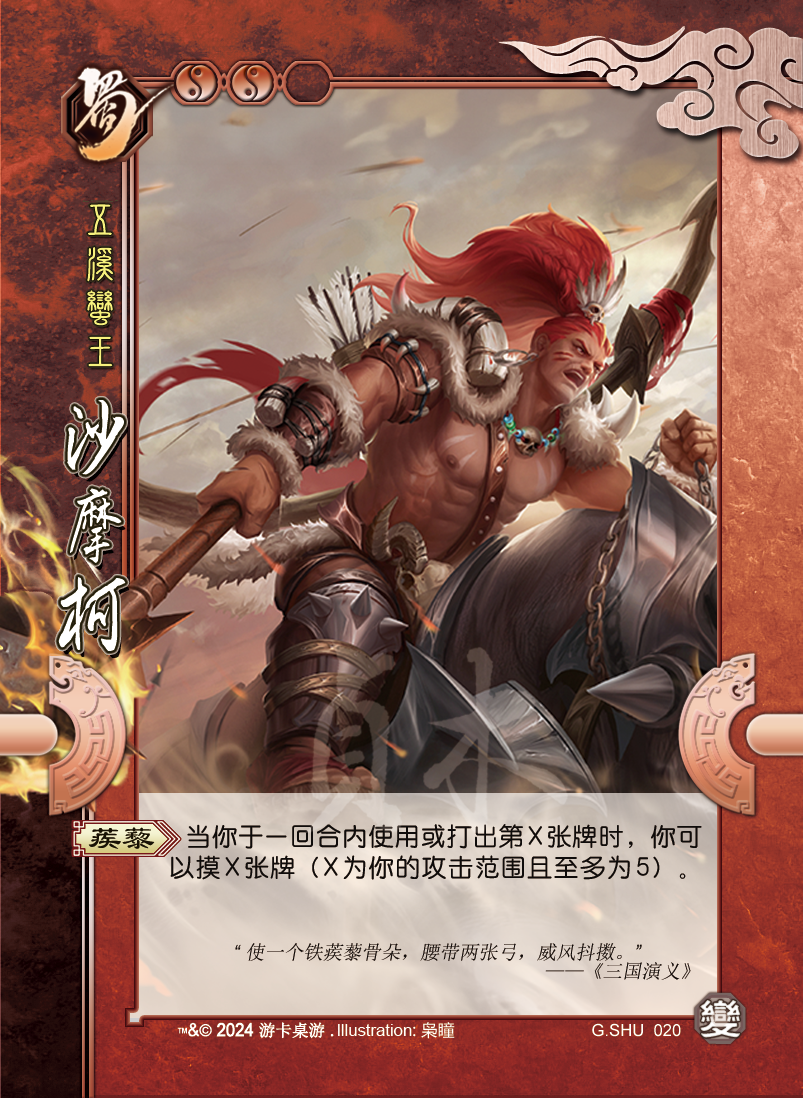 蜀
五溪蠻王
沙摩柯
蒺藜
当你于一回合内使用或打出第X张牌时，你可
以摸X张牌（X为你的攻击范围且至多为5）。
“使一个铁蒺藜骨朵，腰带两张弓，威风抖擞。”
——《三国演义》
™&© 2024 游卡桌游 . Illustration: 枭瞳
G.SHU 020
變